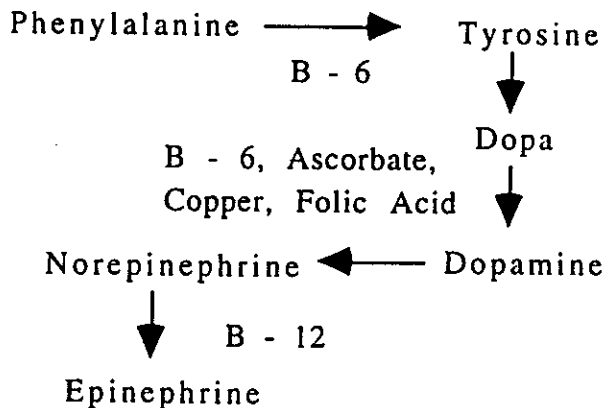 Phenylalanine
Tyrosine
B - 6
Dopa
B - 6, Ascorbate,
Copper, Folic Acid
Norepinephrine
Dopamine
B - 12
Epinephrine